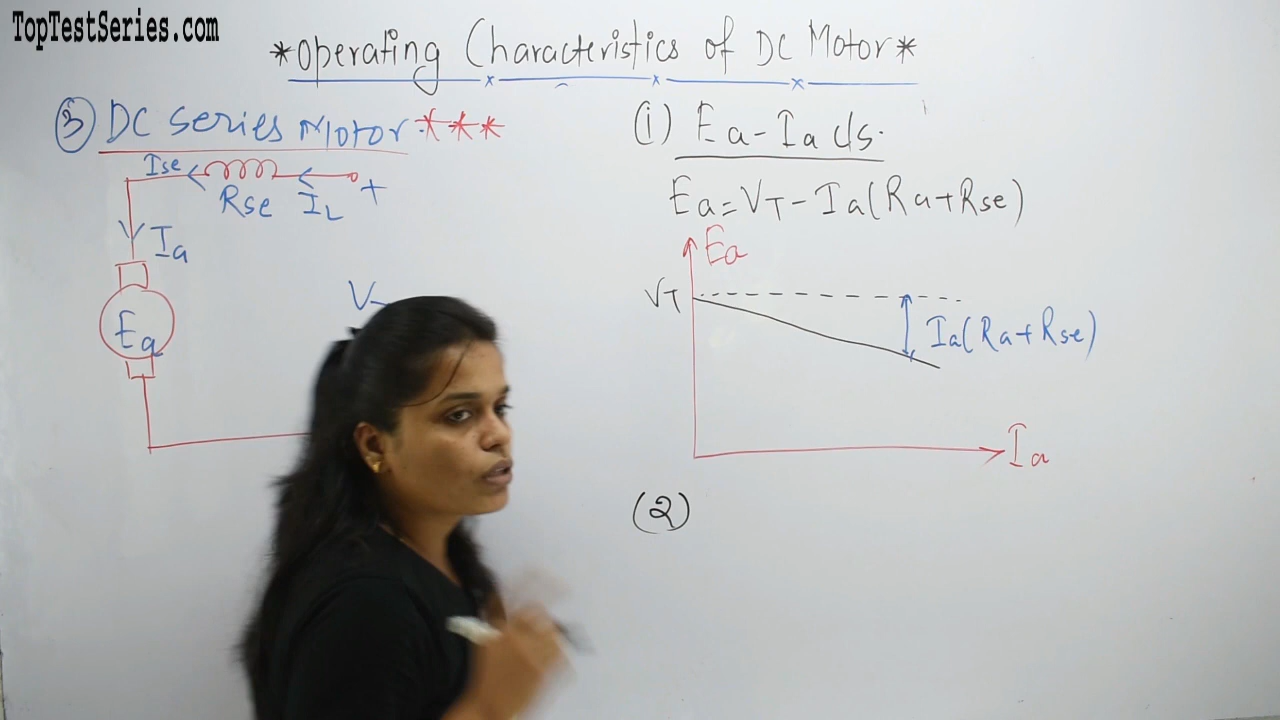 TopTestSeries.com
*Operating Characteristics of DC Motor*
③ DC Series Motor ***
Ise
Rse IL +
Ia
Ea
V
(i) Ea-Ia c/s.
Ea=VT-Ia(Ra+Rse)
Ea
VT
Ia(Ra+Rse)
Ia
(2)